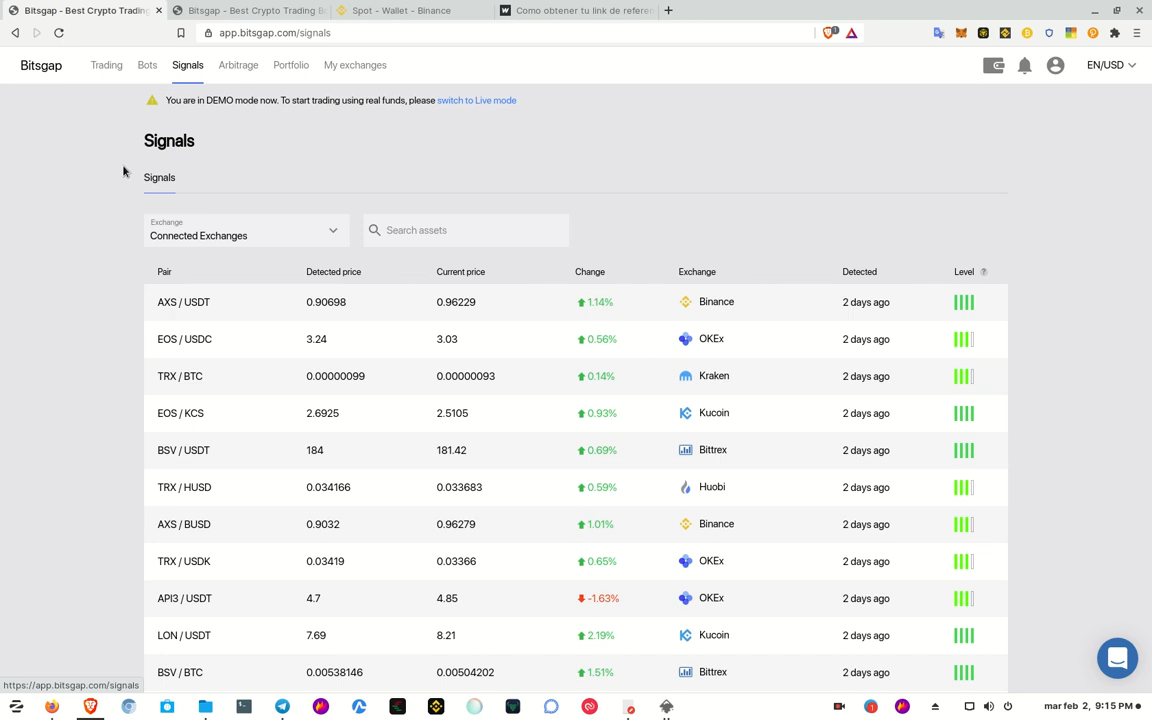 Bitsgap - Best Crypto Trading
Bitsgap - Best Crypto Trading B
Spot - Wallet - Binance
Como obtener tu link de referen
app.bitsgap.com/signals
Bitsgap
Trading
Bots
Signals
Arbitrage
Portfolio
My exchanges
EN/USD
You are in DEMO mode now. To start trading using real funds, please switch to Live mode
Signals
Signals
Exchange
Connected Exchanges
Search assets
Pair Detected price Current price Change Exchange Detected Level ?
AXS / USDT 0.90698 0.96229 1.14% Binance 2 days ago
EOS / USDC 3.24 3.03 0.56% OKEx 2 days ago
TRX / BTC 0.00000099 0.00000093 0.14% Kraken 2 days ago
EOS / KCS 2.6925 2.5105 0.93% Kucoin 2 days ago
BSV / USDT 184 181.42 0.69% Bittrex 2 days ago
TRX / HUSD 0.034166 0.033683 0.59% Huobi 2 days ago
AXS / BUSD 0.9032 0.96279 1.01% Binance 2 days ago
TRX / USDK 0.03419 0.03366 0.65% OKEx 2 days ago
API3 / USDT 4.7 4.85 -1.63% OKEx 2 days ago
LON / USDT 7.69 8.21 2.19% Kucoin 2 days ago
BSV / BTC 0.00538146 0.00504202 1.51% Bittrex 2 days ago
https://app.bitsgap.com/signals
mar feb 2, 9:15 PM